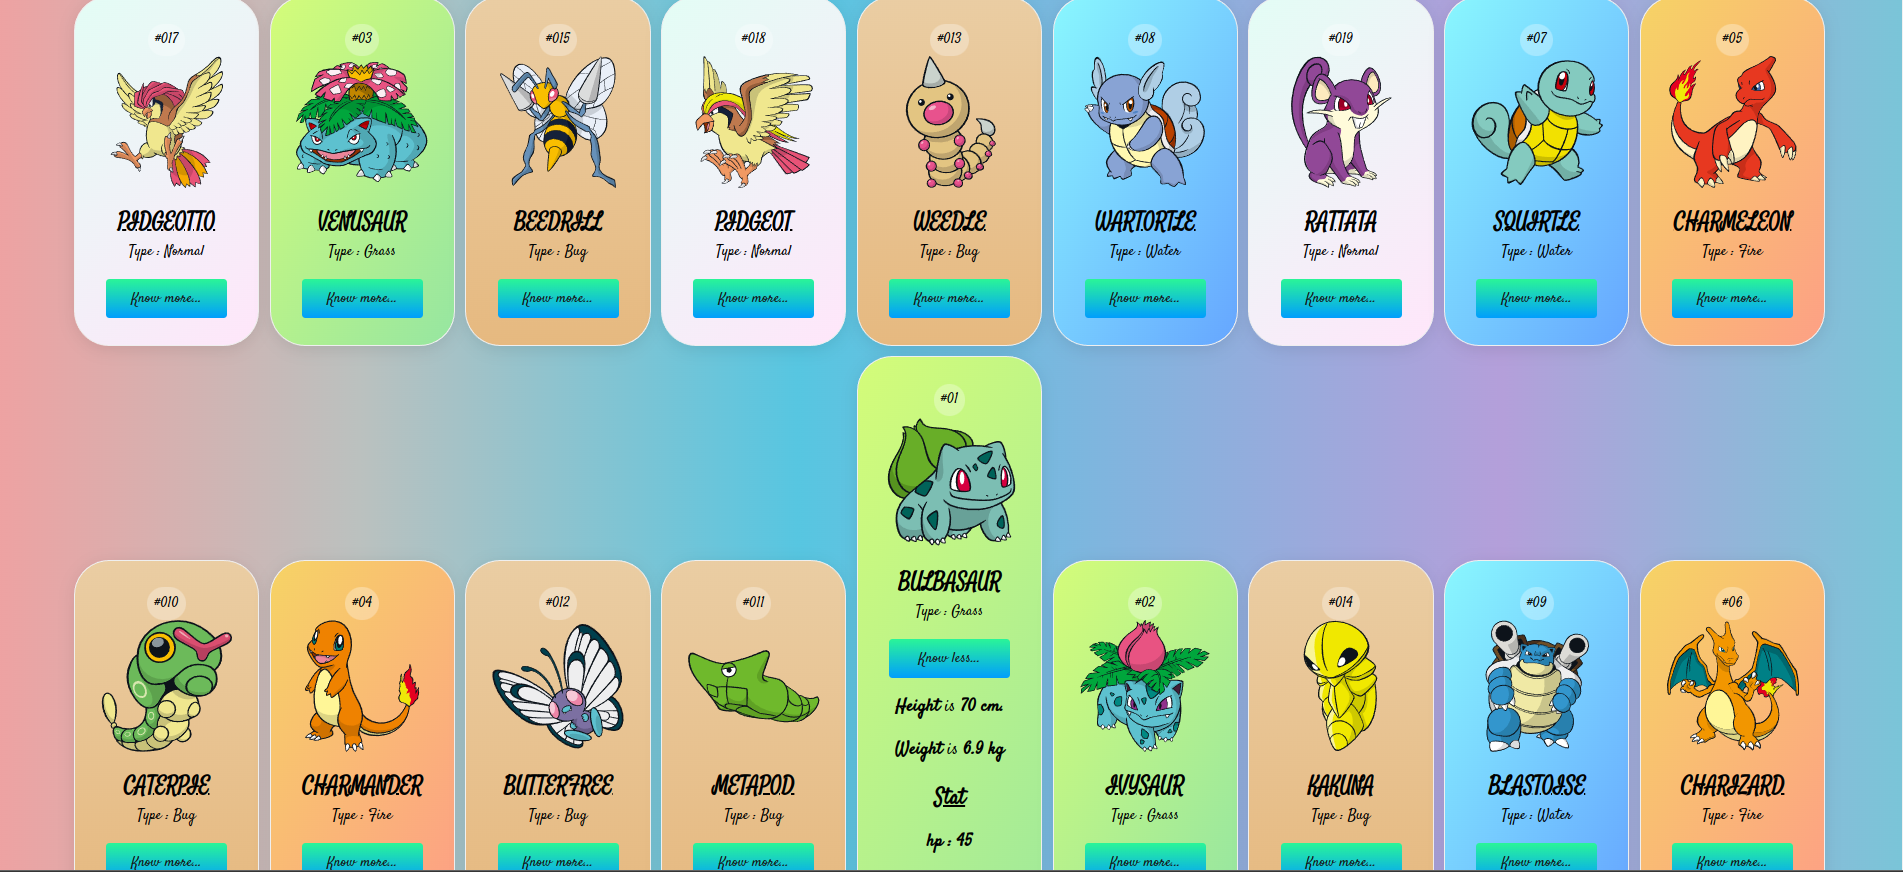 #017
PIDGEOTTO
Type : Normal
Know more...
#03
VENUSAUR
Type : Grass
Know more...
#015
BEEDRILL
Type : Bug
Know more...
#018
PIDGEOT
Type : Normal
Know more...
#013
WEEDLE
Type : Bug
Know more...
#08
WARTORTLE
Type : Water
Know more...
#019
RATTATA
Type : Normal
Know more...
#07
SQUIRTLE
Type : Water
Know more...
#05
CHARMELEON
Type : Fire
Know more...
#010
CATERPIE
Type : Bug
Know more...
#04
CHARMANDER
Type : Fire
Know more...
#012
BUTTERFREE
Type : Bug
Know more...
#011
METAPOD
Type : Bug
Know more...
#01
BULBASAUR
Type : Grass
Know less...
Height is 70 cm.
Weight is 6.9 kg
Stat
hp : 45
#02
IVYSAUR
Type : Grass
Know more...
#014
KAKUNA
Type : Bug
Know more...
#09
BLASTOISE
Type : Water
Know more...
#06
CHARIZARD
Type : Fire
Know more...